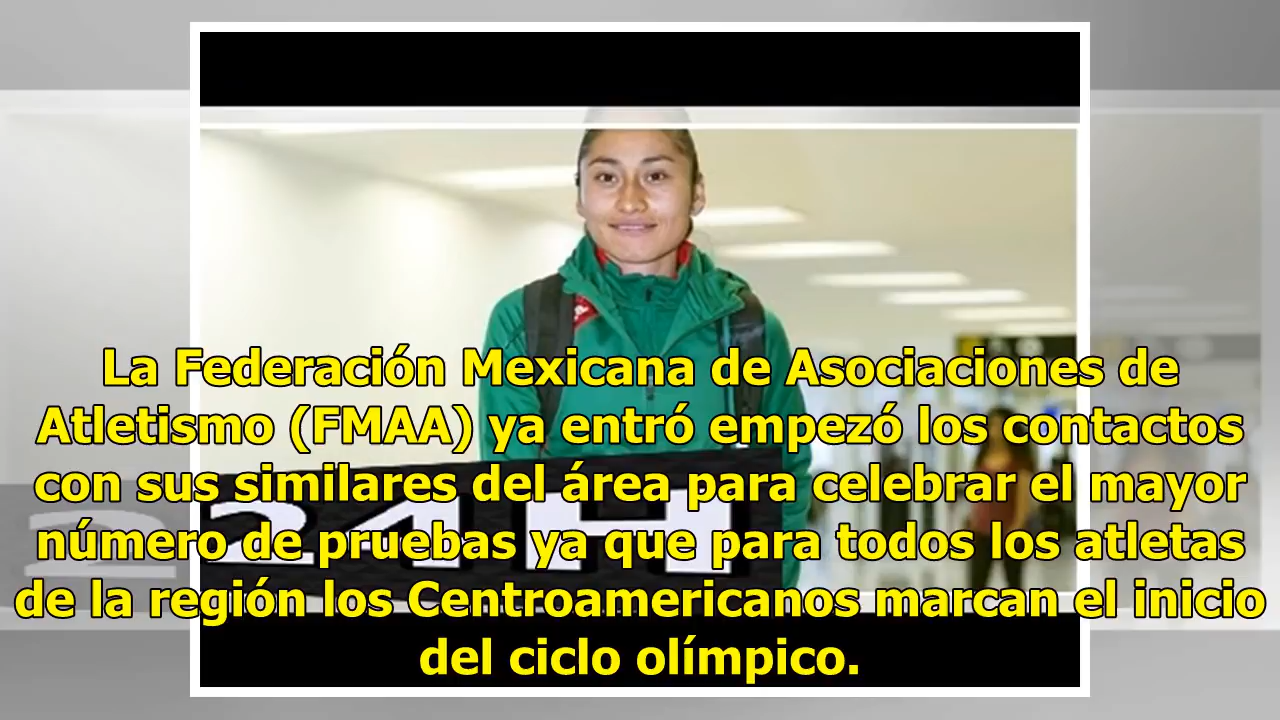 La Federación Mexicana de Asociaciones de
Atletismo (FMAA) ya entró empezó los contactos
con sus similares del área para celebrar el mayor
número de pruebas ya que para todos los atletas
de la región los Centroamericanos marcan el inicio
del ciclo olímpico.
24H